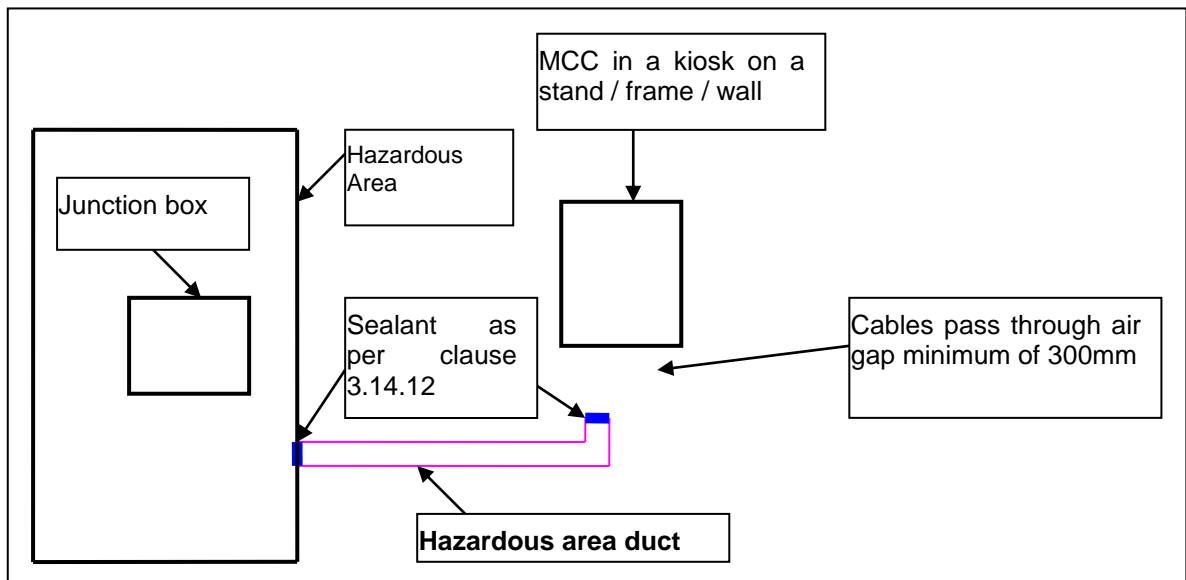 MCC in a kiosk on a
stand / frame / wall
Hazardous
Area
Junction box
Sealant as
per clause
3.14.12
Cables pass through air
gap minimum of 300mm
Hazardous area duct